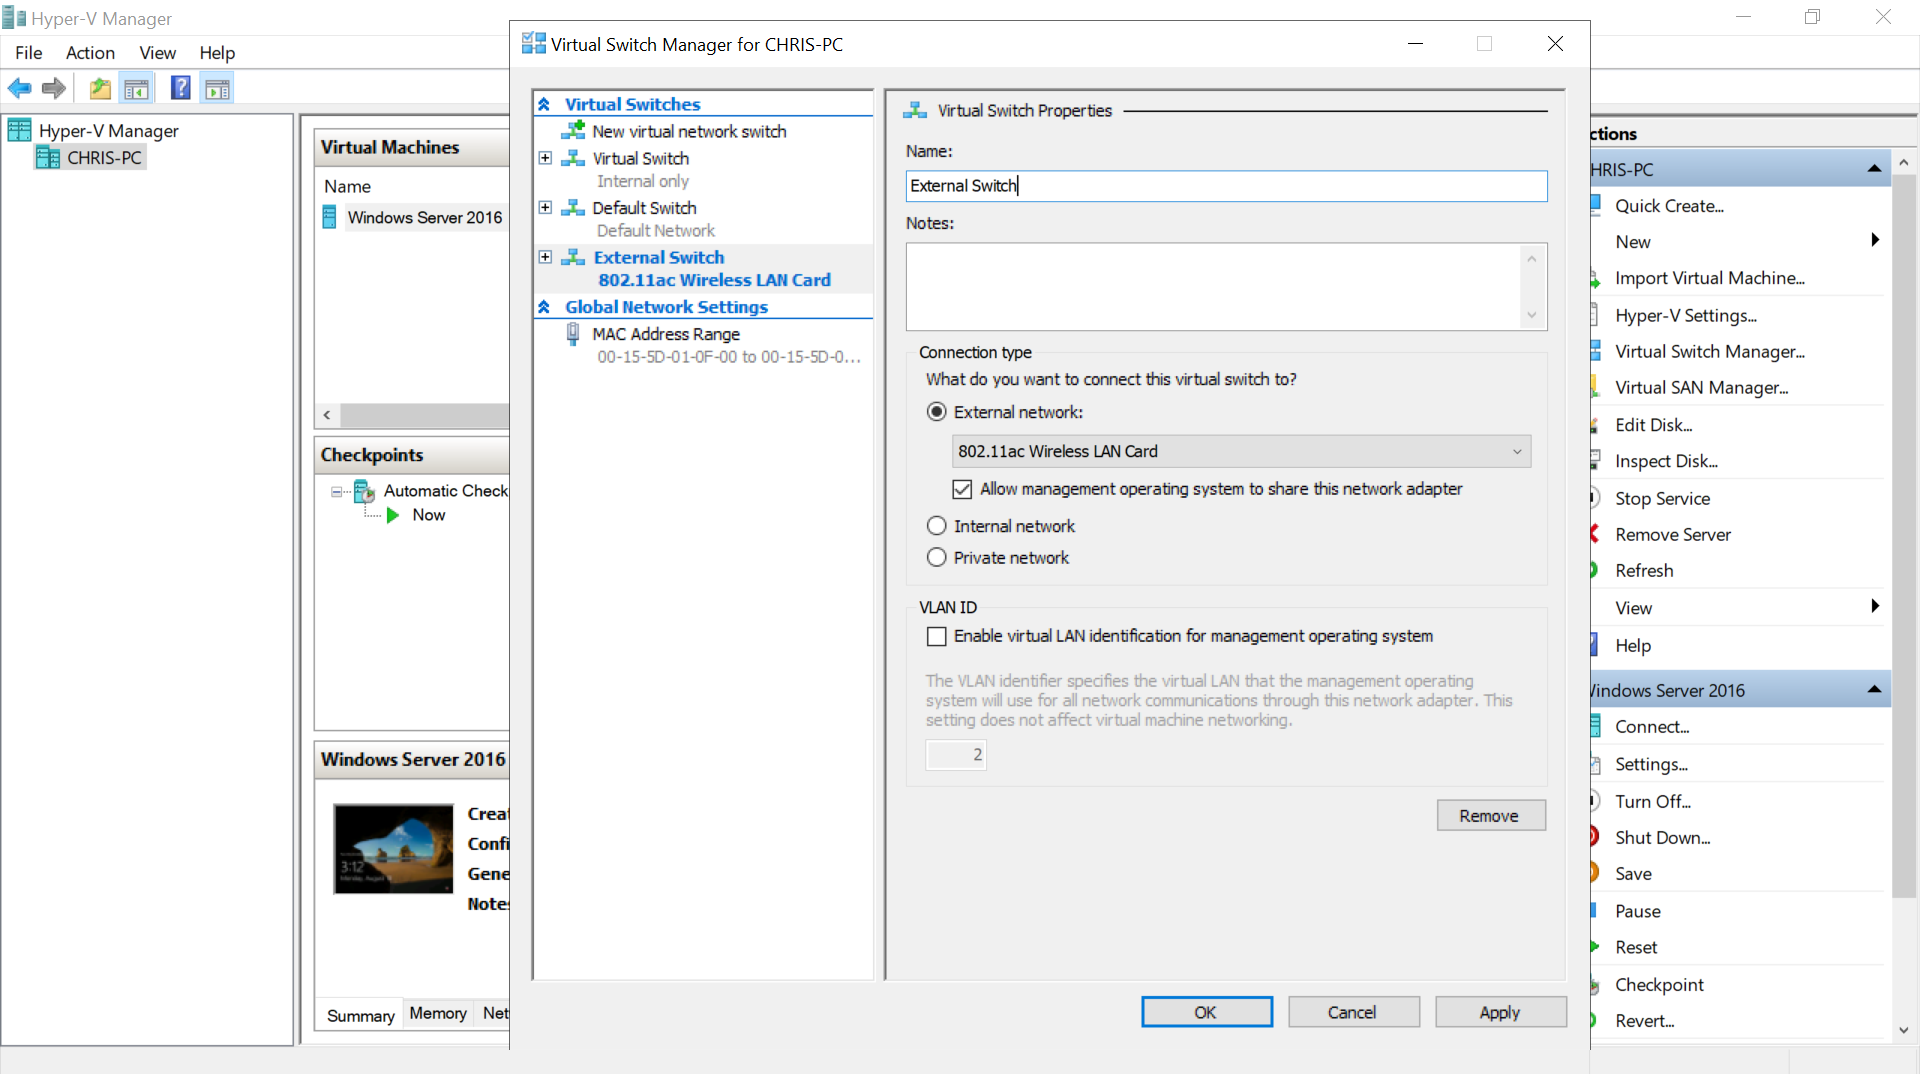 Hyper-V Manager
File Action View Help
Hyper-V Manager
CHRIS-PC
Virtual Machines
Name
Windows Server 2016
Checkpoints
Automatic Check
Now
Windows Server 2016
3:12
Creat
Confi
Gene
Notes
Summary Memory Net
Virtual Switch Manager for CHRIS-PC
Virtual Switches
New virtual network switch
Virtual Switch
Internal only
Default Switch
Default Network
External Switch
802.11ac Wireless LAN Card
Global Network Settings
MAC Address Range
00-15-5D-01-0F-00 to 00-15-5D-0...
Virtual Switch Properties
Name:
External Switch
Notes:
Connection type
What do you want to connect this virtual switch to?
External network:
802.11ac Wireless LAN Card
Allow management operating system to share this network adapter
Internal network
Private network
VLAN ID
Enable virtual LAN identification for management operating system
The VLAN identifier specifies the virtual LAN that the management operating
system will use for all network communications through this network adapter. This
setting does not affect virtual machine networking.
2
Remove
OK Cancel Apply
ctions
HRIS-PC
Quick Create...
New
Import Virtual Machine...
Hyper-V Settings...
Virtual Switch Manager...
Virtual SAN Manager...
Edit Disk...
Inspect Disk...
Stop Service
Remove Server
Refresh
View
Help
Windows Server 2016
Connect...
Settings...
Turn Off...
Shut Down...
Save
Pause
Reset
Checkpoint
Revert...